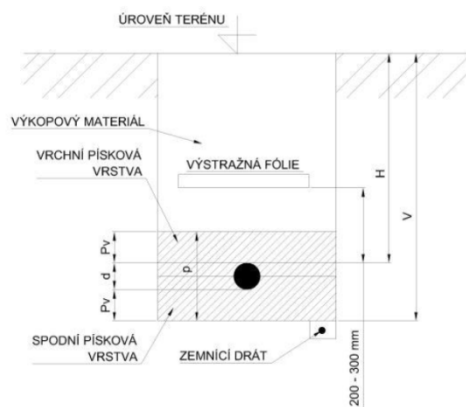 ÚROVEŇ TERÉNU
VÝKOPOVÝ MATERIÁL
VRCHNÍ PÍSKOVÁ
VRSTVA
VÝSTRAŽNÁ FÓLIE
H
V
Pv
d
Pv
p
SPODNÍ PÍSKOVÁ
VRSTVA
ZEMNÍCÍ DRÁT
200 - 300 mm